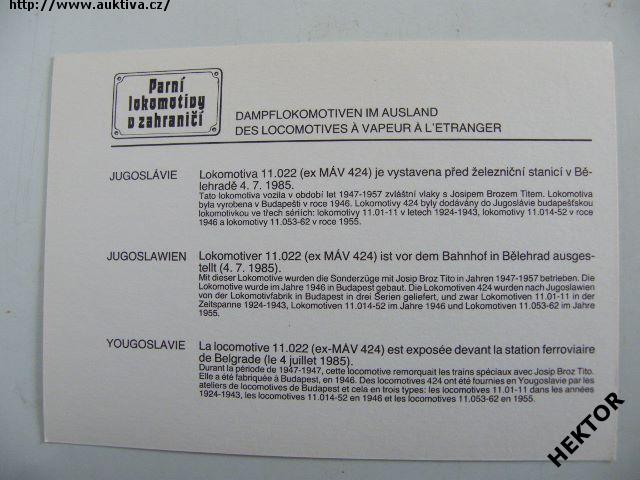 http://www.auktiva.cz/
Parní
lokomotivy
v zahraničí
DAMPFLOKOMOTIVEN IM AUSLAND
DES LOCOMOTIVES À VAPEUR À L'ETRANGER
JUGOSLÁVIE
Lokomotiva 11.022 (ex MÁV 424) je vystavena před železniční stanicí v Bě-
lehradě 4. 7. 1985.
Tato lokomotiva vozila v období let 1947-1957 zvláštní vlaky s Josipem Brozem Titem. Lokomotiva
byla vyrobena v Budapešti v roce 1946. Lokomotivy 424 byly dodávány do Jugoslávie budapešťskou
lokomotivkou ve třech sériích: lokomotivy 11.01-11 v letech 1924-1943, lokomotivy 11.014-52 v roce
1946 a lokomotivy 11.053-62 v roce 1955.
JUGOSLAWIEN
Lokomotiver 11.022 (ex MÁV 424) ist vor dem Bahnhof in Bělehrad ausges-
tellt (4. 7. 1985).
Mit dieser Lokomotive wurden die Sonderzüge mit Josip Broz Tito in Jahren 1947-1957 betrieben. Die
Lokomotive wurde im Jahre 1946 in Budapest gebaut. Die Lokomotiven 424 wurden nach Jugoslawien
von der Lokomotivfabrik in Budapest in drei Serien geliefert, und zwar Lokomotiven 11.01-11 in der
Zeitspanne 1924-1943, Lokomotiven 11.014-52 im Jahre 1946 und Lokomotiven 11.053-62 im Jahre
1955.
YOUGOSLAVIE
La locomotive 11.022 (ex-MÁV 424) est exposée devant la station ferroviaire
de Belgrade (le 4 juillet 1985).
Durant la période de 1947-1947, cette locomotive remorquait les trains spéciaux avec Josip Broz Tito.
Elle a été fabriquée à Budapest, en 1946. Des locomotives 424 ont été fournies en Yougoslavie par les
ateliers de locomotives de Budapest et cela en trois types: les locomotives 11.01-11 dans les années
1924-1943, les locomotives 11.014-52 en 1946 et les locomotives 11.053-62 en 1955.
HEKTOR